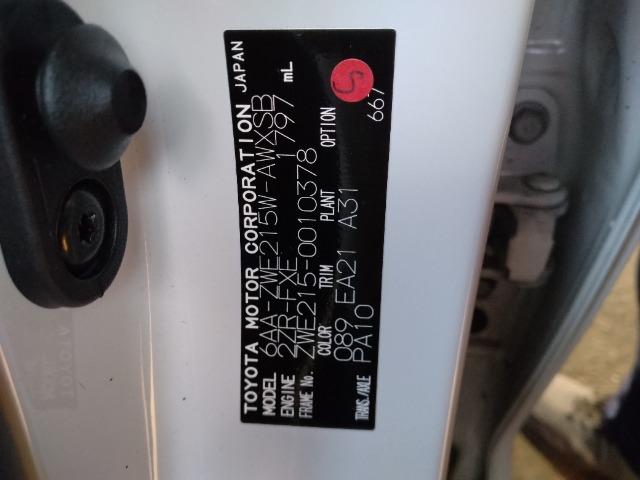 TOYOTA MOTOR CORPORATION JAPAN
MODEL 6AA-ZWE215W-AWXSB
ENGINE 2ZR-FXE 1797 mL
FRAME No. ZWE215-0010378
COLOR TRIM PLANT OPTION
089 EA21 A31 667
TRANS./AXLE PA10
S